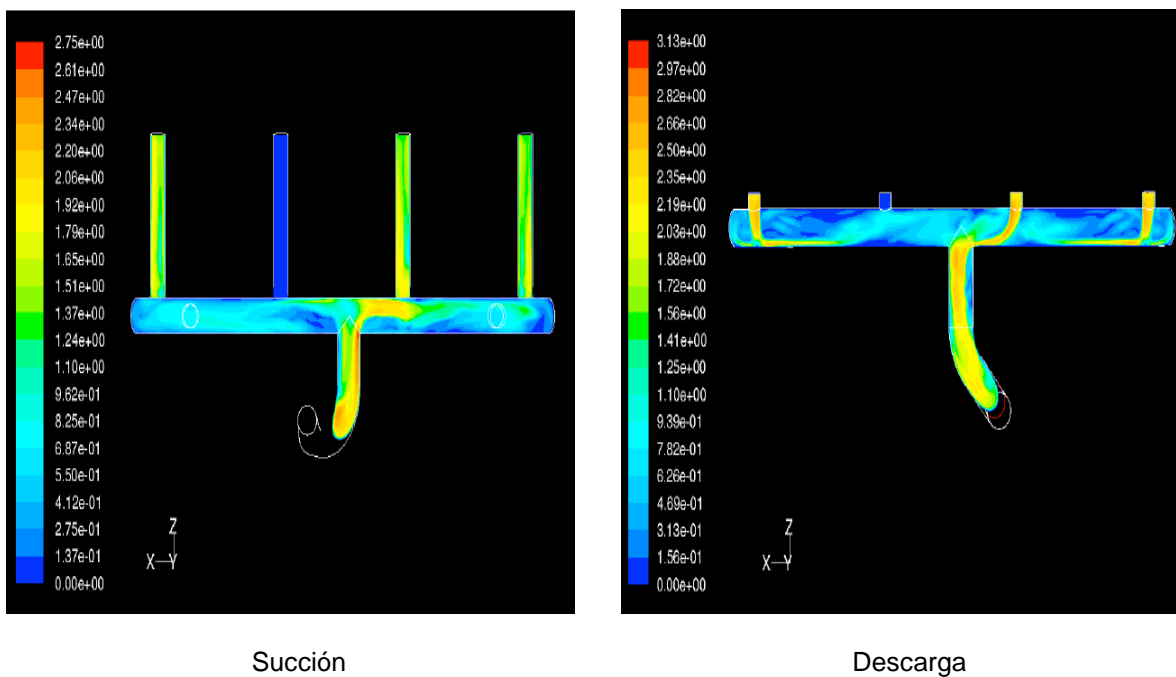 2.75e+00
2.61e+00
2.47e+00
2.34e+00
2.20e+00
2.06e+00
1.92e+00
1.79e+00
1.65e+00
1.51e+00
1.37e+00
1.24e+00
1.10e+00
9.62e-01
8.25e-01
6.87e-01
5.50e-01
4.12e-01
2.75e-01
1.37e-01
0.00e+00
Z
X Y
Succión
3.13e+00
2.97e+00
2.82e+00
2.66e+00
2.50e+00
2.35e+00
2.19e+00
2.03e+00
1.88e+00
1.72e+00
1.56e+00
1.41e+00
1.25e+00
1.10e+00
9.39e-01
7.82e-01
6.26e-01
4.69e-01
3.13e-01
1.56e-01
0.00e+00
Z
X Y
Descarga